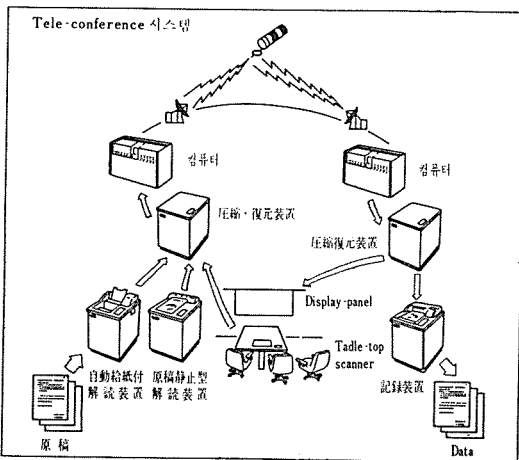 Tele-conference 시스템
컴퓨터
컴퓨터
圧縮・復元装置
圧縮復元装置
Display-panel
Tadle-top
scanner
自動給紙付
解読装置
原稿静止型
解読装置
記録装置
原稿
Data